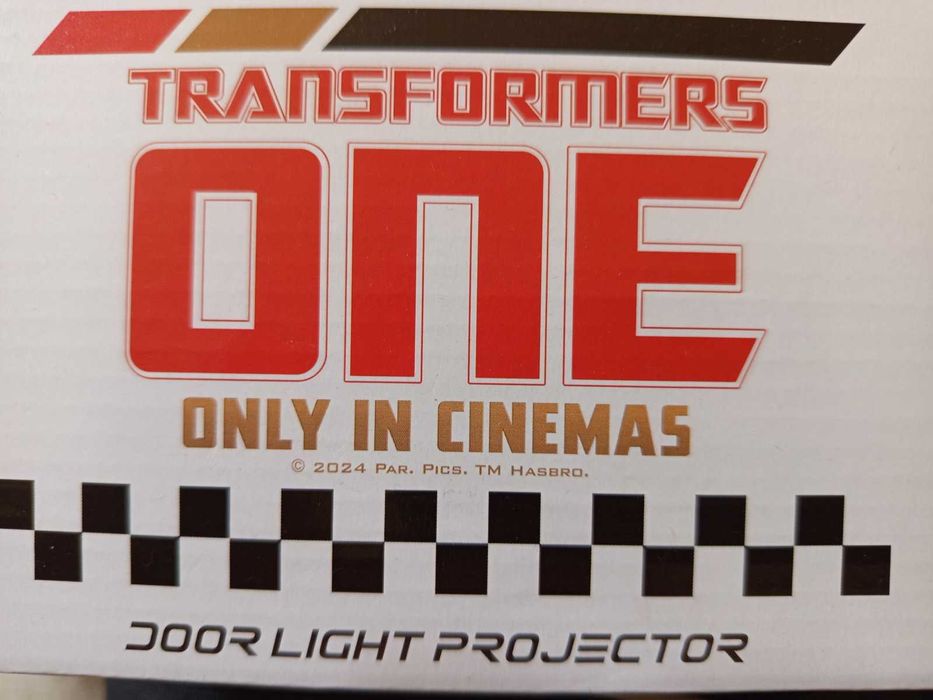 TRANSFORMERS
ONE
ONLY IN CINEMAS
© 2024 PAR. PICS. TM HASBRO.
DOOR LIGHT PROJECTOR